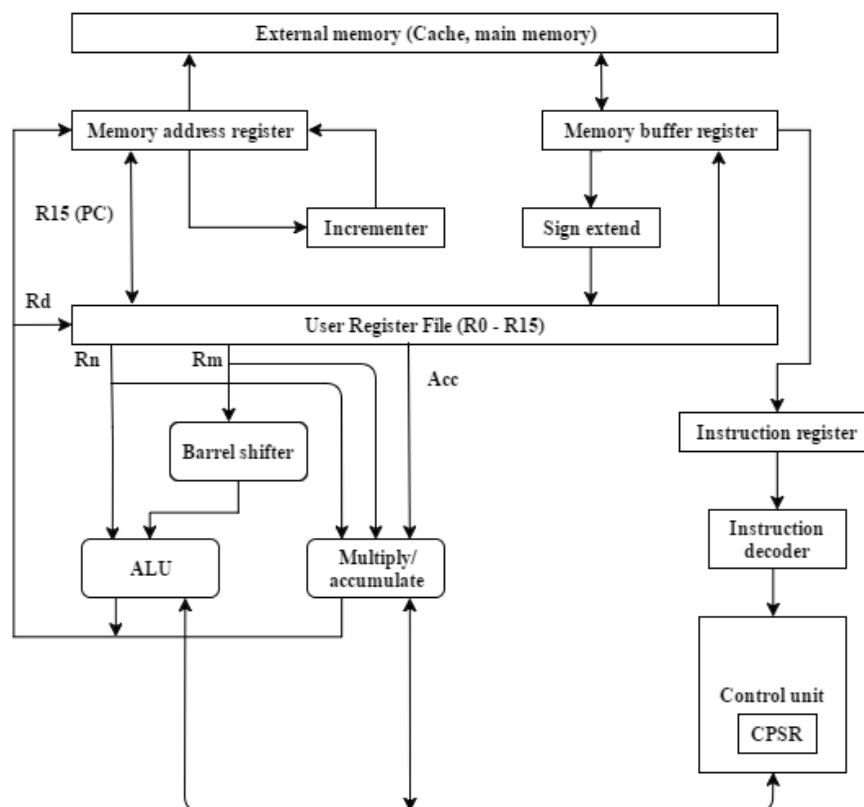 External memory (Cache, main memory)
Memory address register
Memory buffer register
R15 (PC)
Incrementer
Sign extend
Rd
User Register File (R0 - R15)
Rn
Rm
Acc
Instruction register
Barrel shifter
Instruction
decoder
ALU
Multiply/
accumulate
Control unit
CPSR